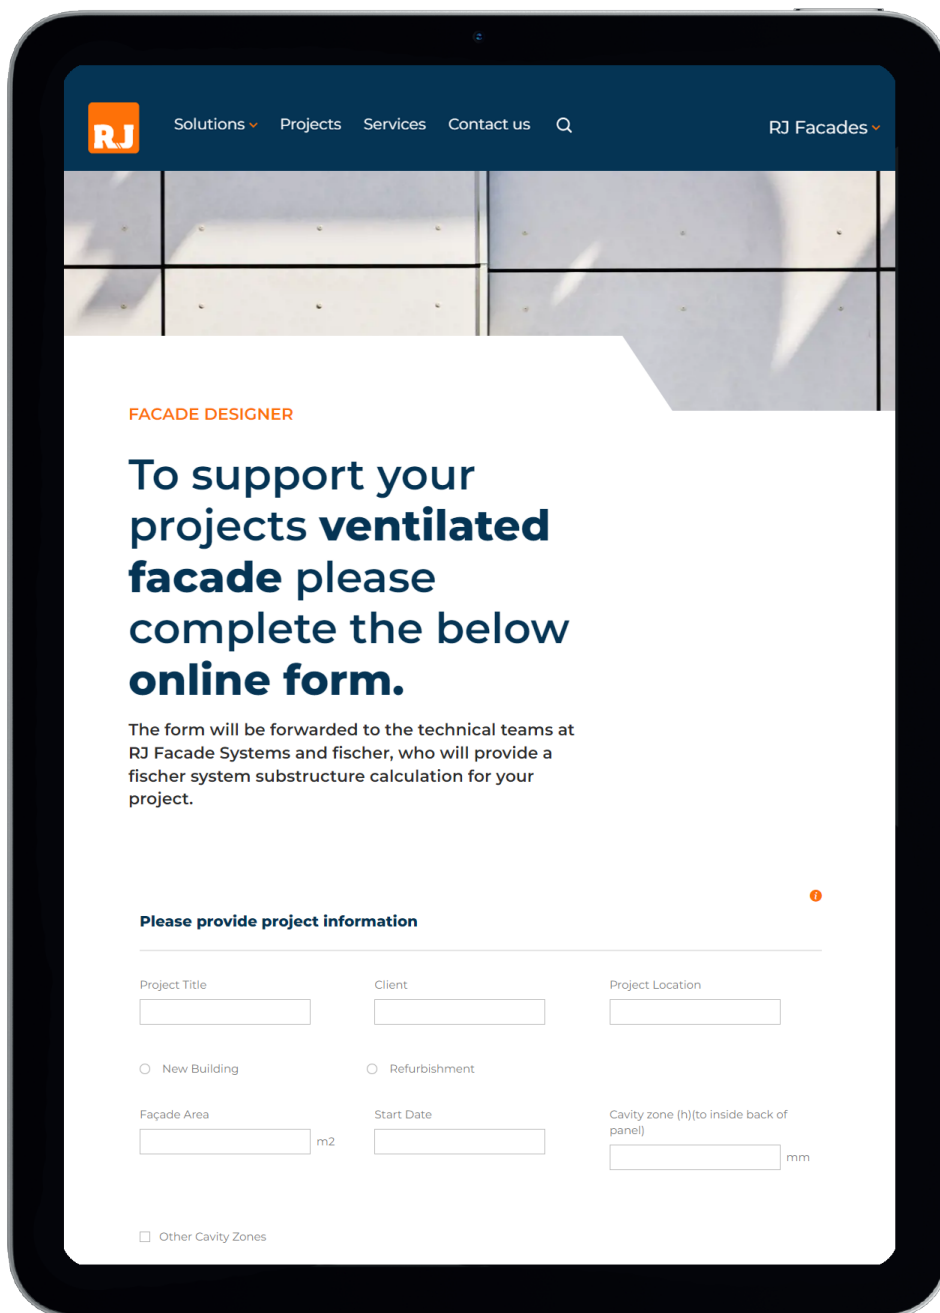 RJ
Solutions Projects Services Contact us
RJ Facades
FACADE DESIGNER
To support your
projects ventilated
facade please
complete the below
online form.
The form will be forwarded to the technical teams at
RJ Facade Systems and fischer, who will provide a
fischer system substructure calculation for your
project.
i
Please provide project information
Project Title
Client
Project Location
New Building
Refurbishment
Façade Area
m2
Start Date
Cavity zone (h)(to inside back of
panel)
mm
Other Cavity Zones